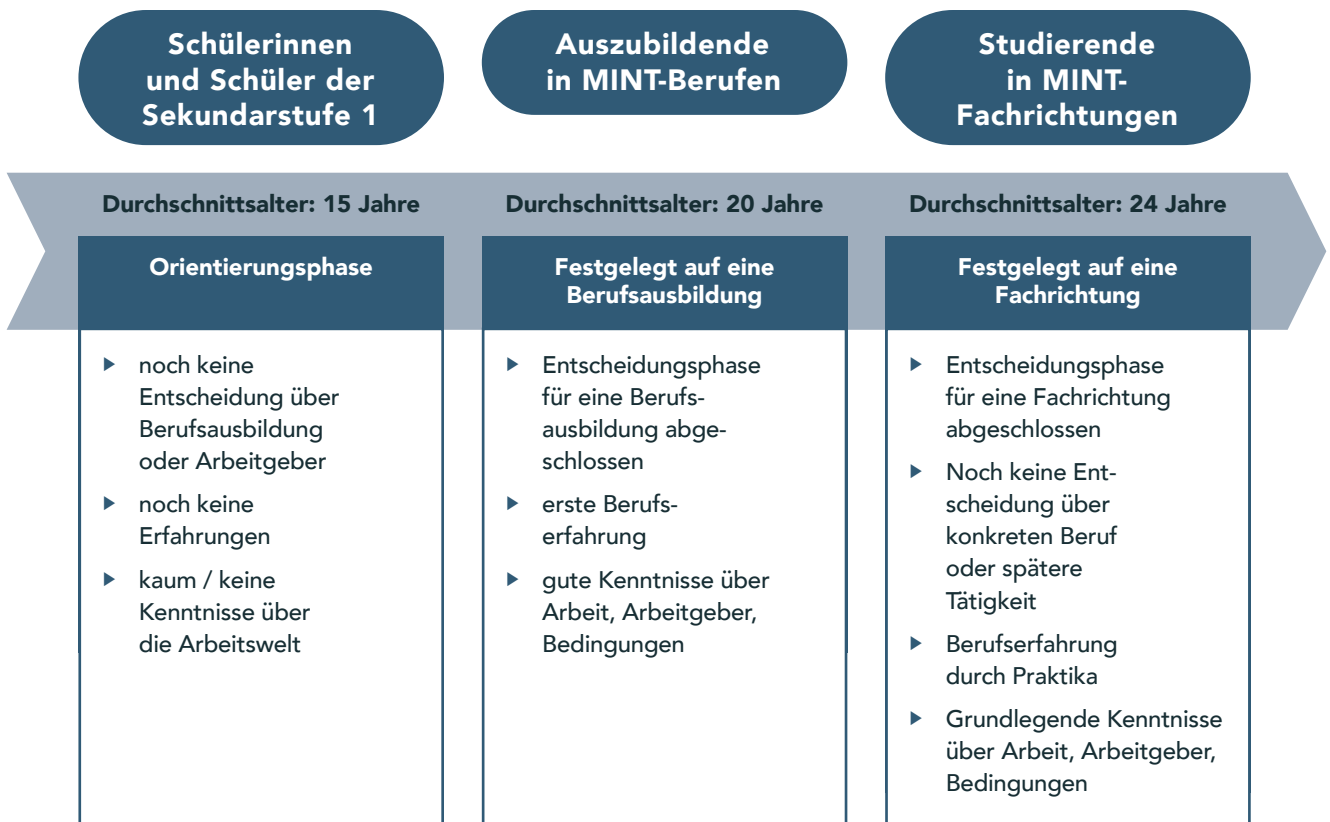 Schülerinnen
und Schüler der
Sekundarstufe 1
Auszubildende
in MINT-Berufen
Studierende
in MINT-
Fachrichtungen
Durchschnittsalter: 15 Jahre
Durchschnittsalter: 20 Jahre
Durchschnittsalter: 24 Jahre
Orientierungsphase
Festgelegt auf eine
Berufsausbildung
Festgelegt auf eine
Fachrichtung
▶ noch keine
Entscheidung über
Berufsausbildung
oder Arbeitgeber
▶ noch keine
Erfahrungen
▶ kaum / keine
Kenntnisse über
die Arbeitswelt
▶ Entscheidungsphase
für eine Berufs-
ausbildung abge-
schlossen
▶ erste Berufs-
erfahrung
▶ gute Kenntnisse über
Arbeit, Arbeitgeber,
Bedingungen
▶ Entscheidungsphase
für eine Fachrichtung
abgeschlossen
▶ Noch keine Ent-
scheidung über
konkreten Beruf
oder spätere
Tätigkeit
▶ Berufserfahrung
durch Praktika
▶ Grundlegende Kenntnisse
über Arbeit, Arbeitgeber,
Bedingungen